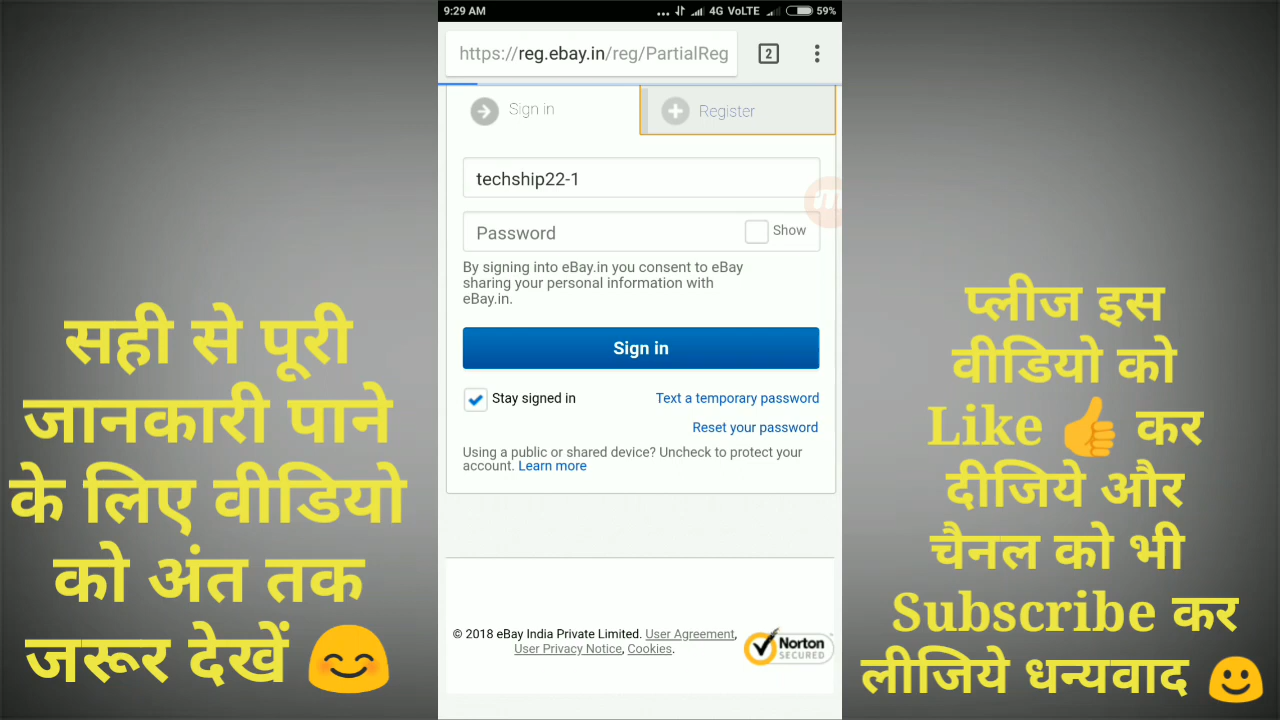 9:29 AM
4G VoLTE
59%
https://reg.ebay.in/reg/PartialReg
2
Sign in
Register
techship22-1
Password
Show
By signing into eBay.in you consent to eBay
sharing your personal information with
eBay.in.
Sign in
Stay signed in
Text a temporary password
Reset your password
Using a public or shared device? Uncheck to protect your
account. Learn more
© 2018 eBay India Private Limited. User Agreement,
User Privacy Notice, Cookies.
Norton
SECURED
सही से पूरी
जानकारी पाने
के लिए वीडियो
को अंत तक
जरूर देखें 😊
प्लीज इस
वीडियो को
Like 👍 कर
दीजिये और
चैनल को भी
Subscribe कर
लीजिये धन्यवाद 🙂